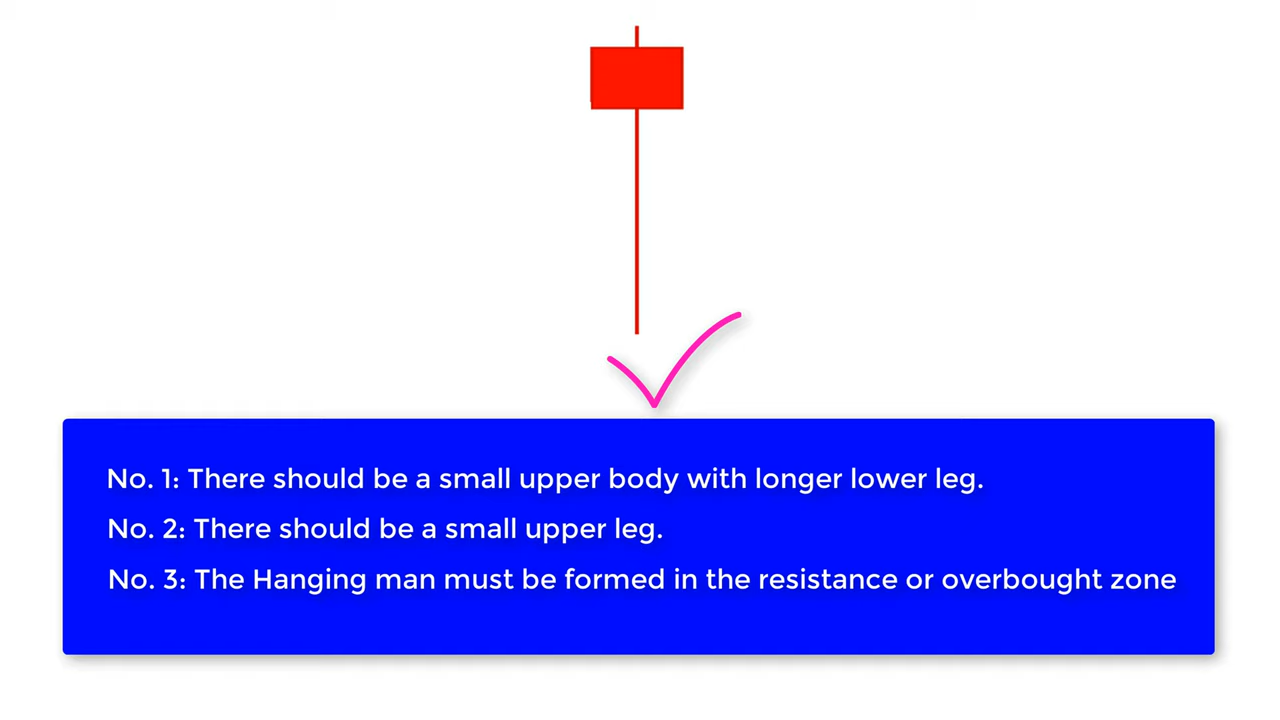 No. 1: There should be a small upper body with longer lower leg.
No. 2: There should be a small upper leg.
No. 3: The Hanging man must be formed in the resistance or overbought zone